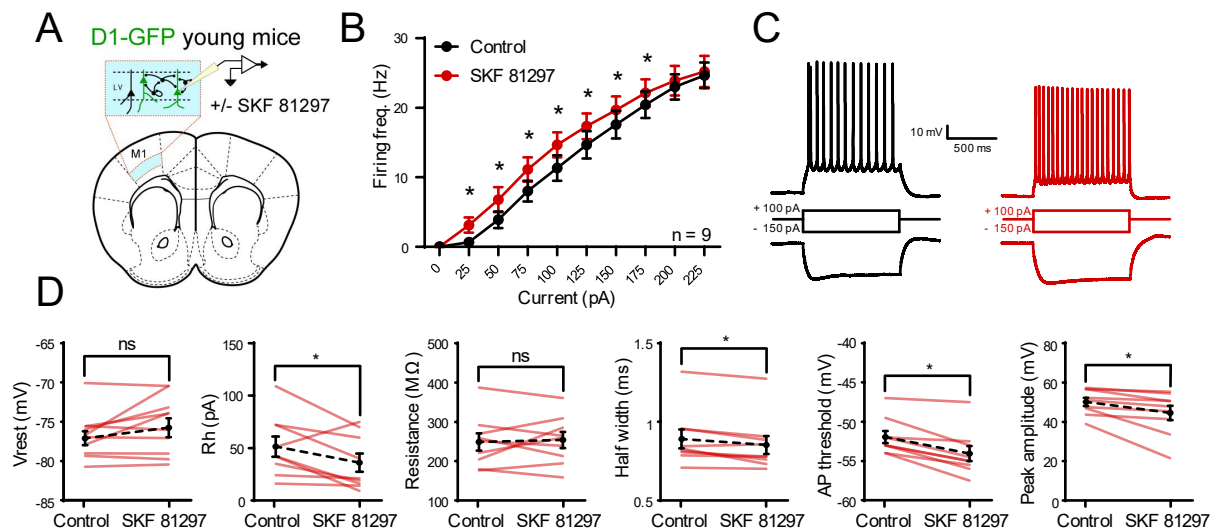 A
D1-GFP young mice
LV
+/- SKF 81297
M1
B
Control
SKF 81297
Firing freq. (Hz)
30
20
10
0
* * * * * * *
n = 9
0 25 50 75 100 125 150 175 200 225
Current (pA)
C
10 mV
500 ms
+ 100 pA
- 150 pA
+ 100 pA
- 150 pA
D
Vrest (mV)
-65
-70
-75
-80
-85
ns
Control SKF 81297
Rh (pA)
150
100
50
0
*
Control SKF 81297
Resistance (MΩ)
500
400
300
200
100
ns
Control SKF 81297
Half width (ms)
1.5
1.0
0.5
*
Control SKF 81297
AP threshold (mV)
-40
-45
-50
-55
-60
*
Control SKF 81297
Peak amplitude (mV)
80
60
40
20
0
*
Control SKF 81297